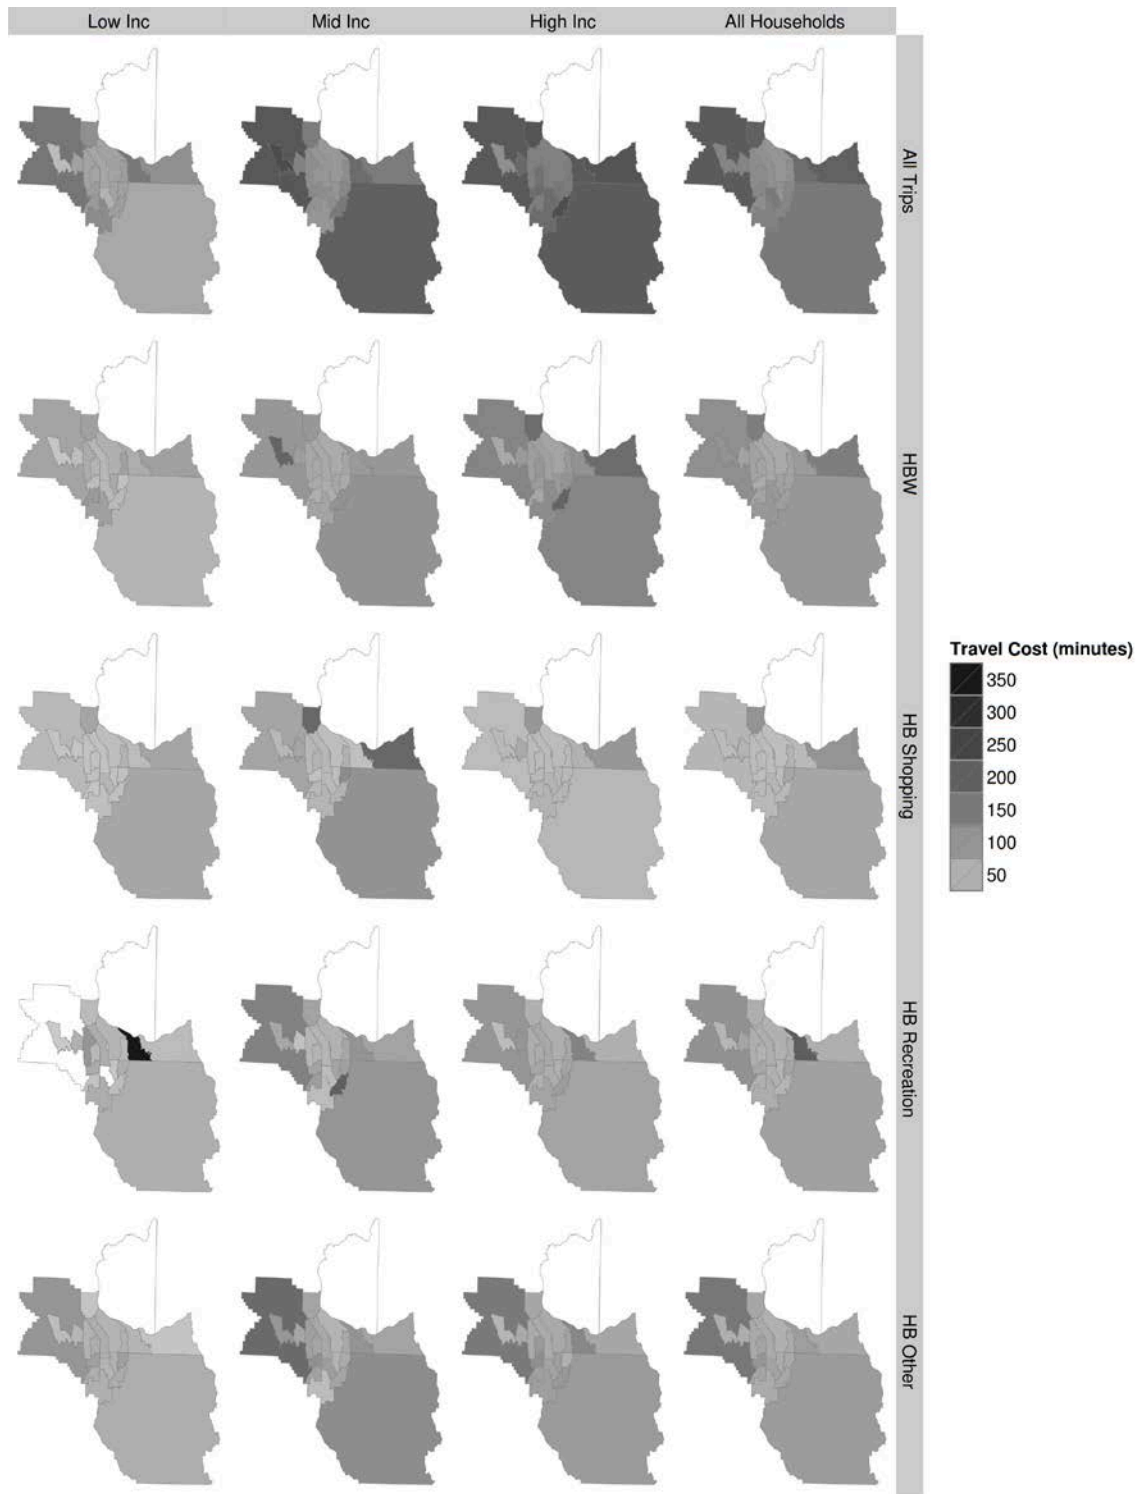 Low Inc
Mid Inc
High Inc
All Households
All Trips
HBW
HB Shopping
HB Recreation
HB Other
Travel Cost (minutes)
350
300
250
200
150
100
50